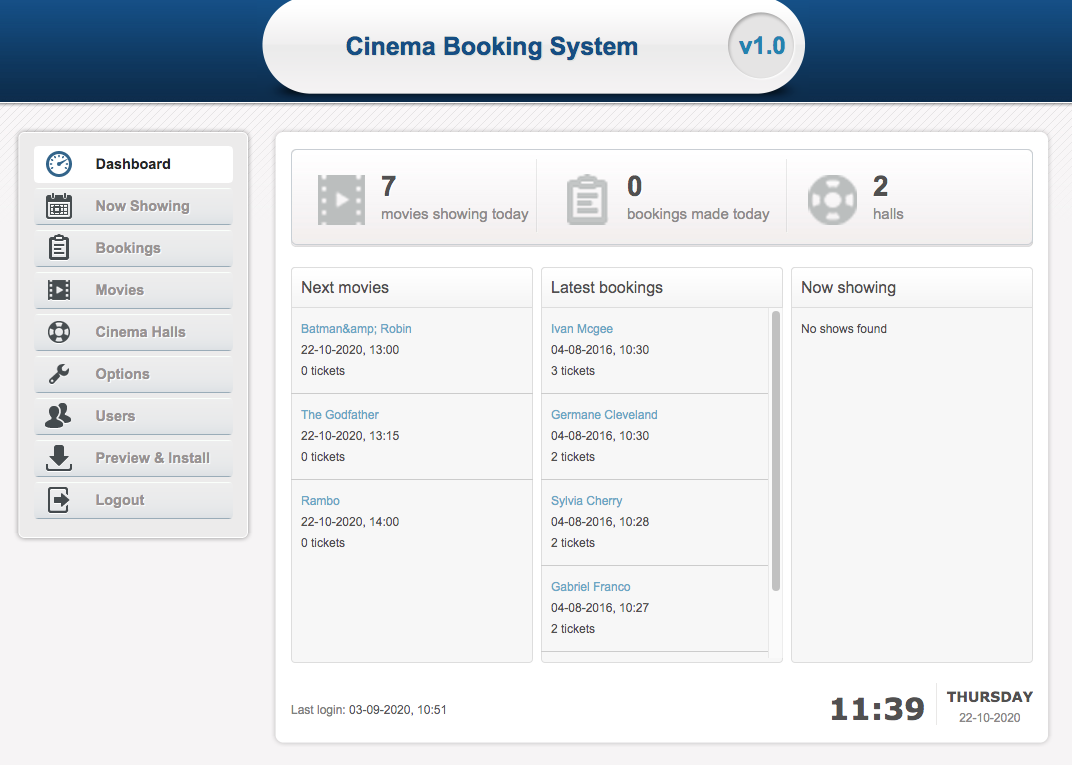 Cinema Booking System
v1.0
Dashboard
Now Showing
Bookings
Movies
Cinema Halls
Options
Users
Preview & Install
Logout
7
movies showing today
0
bookings made today
2
halls
Next movies
Batman&amp; Robin
22-10-2020, 13:00
0 tickets
The Godfather
22-10-2020, 13:15
0 tickets
Rambo
22-10-2020, 14:00
0 tickets
Latest bookings
Ivan Mcgee
04-08-2016, 10:30
3 tickets
Germane Cleveland
04-08-2016, 10:30
2 tickets
Sylvia Cherry
04-08-2016, 10:28
2 tickets
Gabriel Franco
04-08-2016, 10:27
2 tickets
Now showing
No shows found
Last login: 03-09-2020, 10:51
11:39
THURSDAY
22-10-2020